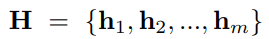 H = {h₁, h₂, ..., hₘ}